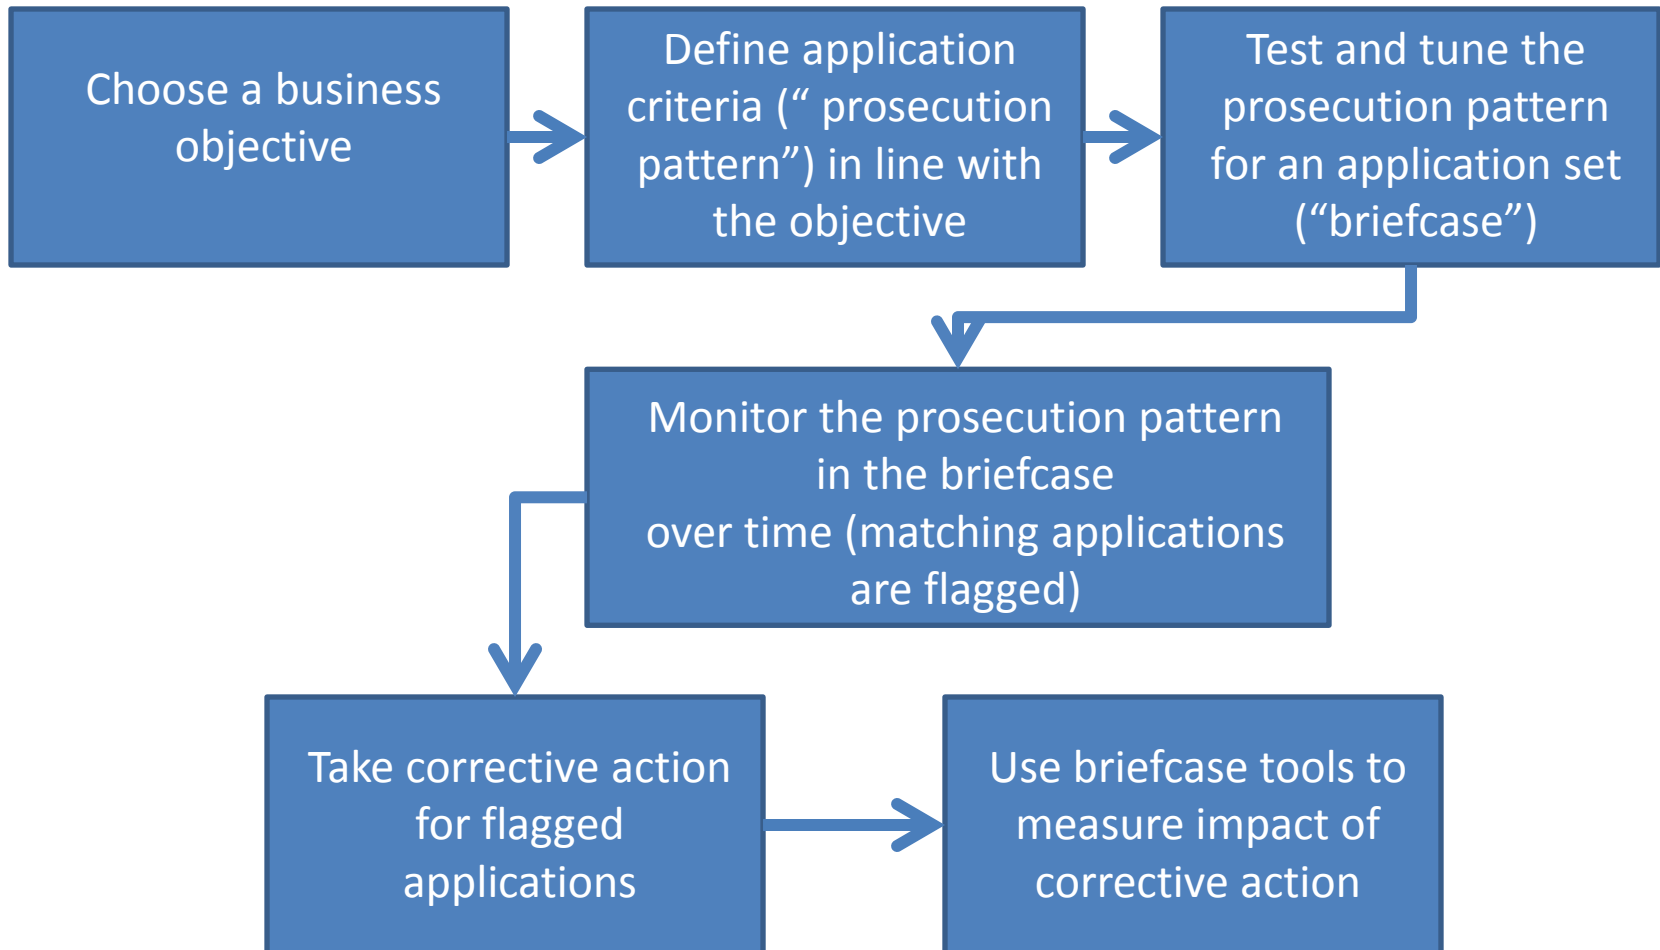 Choose a business
objective
Define application
criteria (“ prosecution
pattern”) in line with
the objective
Test and tune the
prosecution pattern
for an application set
(“briefcase”)
Monitor the prosecution pattern
in the briefcase
over time (matching applications
are flagged)
Take corrective action
for flagged
applications
Use briefcase tools to
measure impact of
corrective action